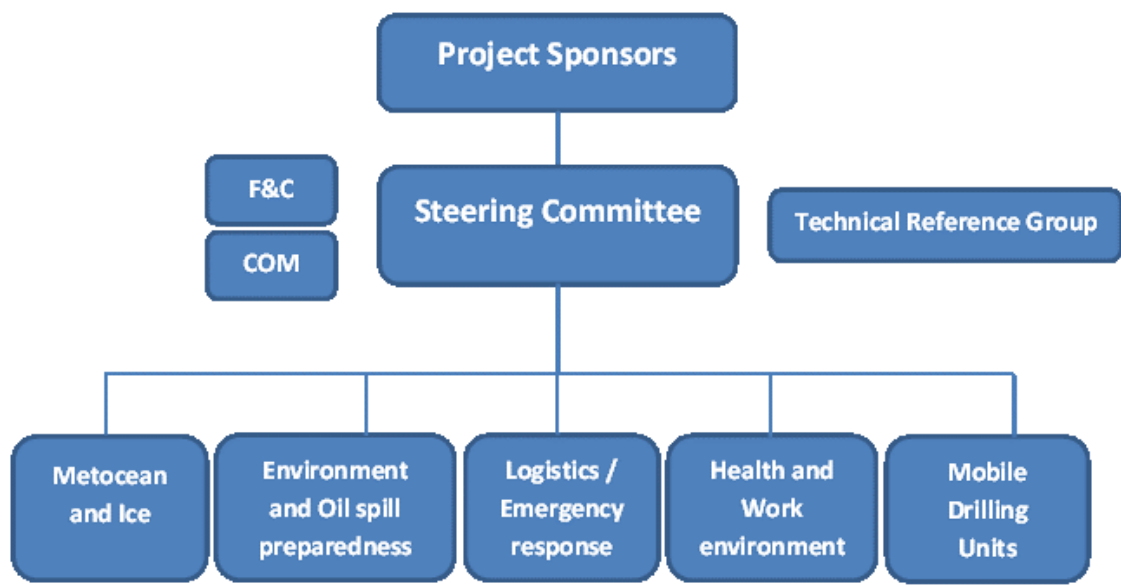 Project Sponsors
F&C
COM
Steering Committee
Technical Reference Group
Metocean
and Ice
Environment
and Oil spill
preparedness
Logistics /
Emergency
response
Health and
Work
environment
Mobile
Drilling
Units